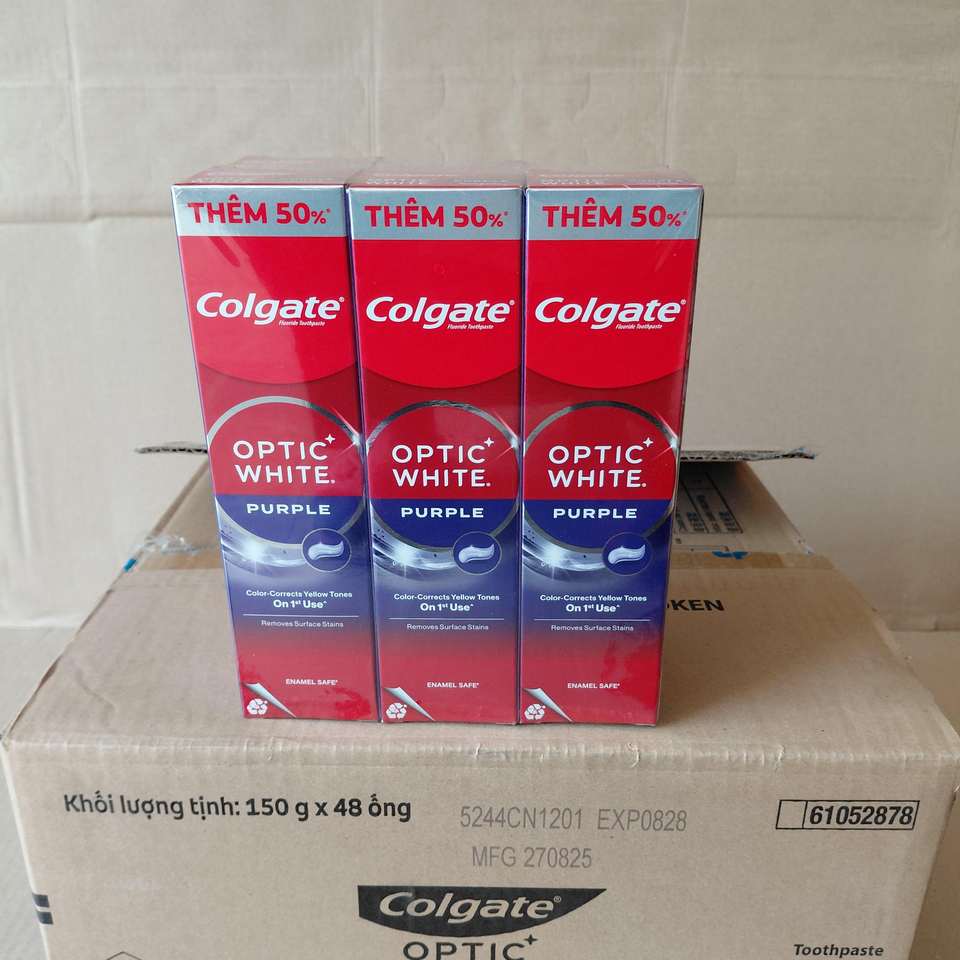 THÊM 50%*
Colgate®
Fluoride Toothpaste
OPTIC
WHITE.
PURPLE
Color-Corrects Yellow Tones
On 1st Use^
Removes Surface Stains
ENAMEL SAFE*
THÊM 50%*
Colgate®
Fluoride Toothpaste
OPTIC
WHITE®
PURPLE
Color-Corrects Yellow Tones
On 1st Use^
Removes Surface Stains
ENAMEL SAFE*
THÊM 50%*
Colgate®
Fluoride Toothpaste
OPTIC
WHITE.
PURPLE
Color-Corrects Yellow Tones
On 1st Use^
Removes Surface Stains
ENAMEL SAFE*
OKEN
Khối lượng tịnh: 150 g x 48 ống
5244CN1201 EXP0828
MFG 270825
61052878
Colgate®
OPTIC
Toothpaste